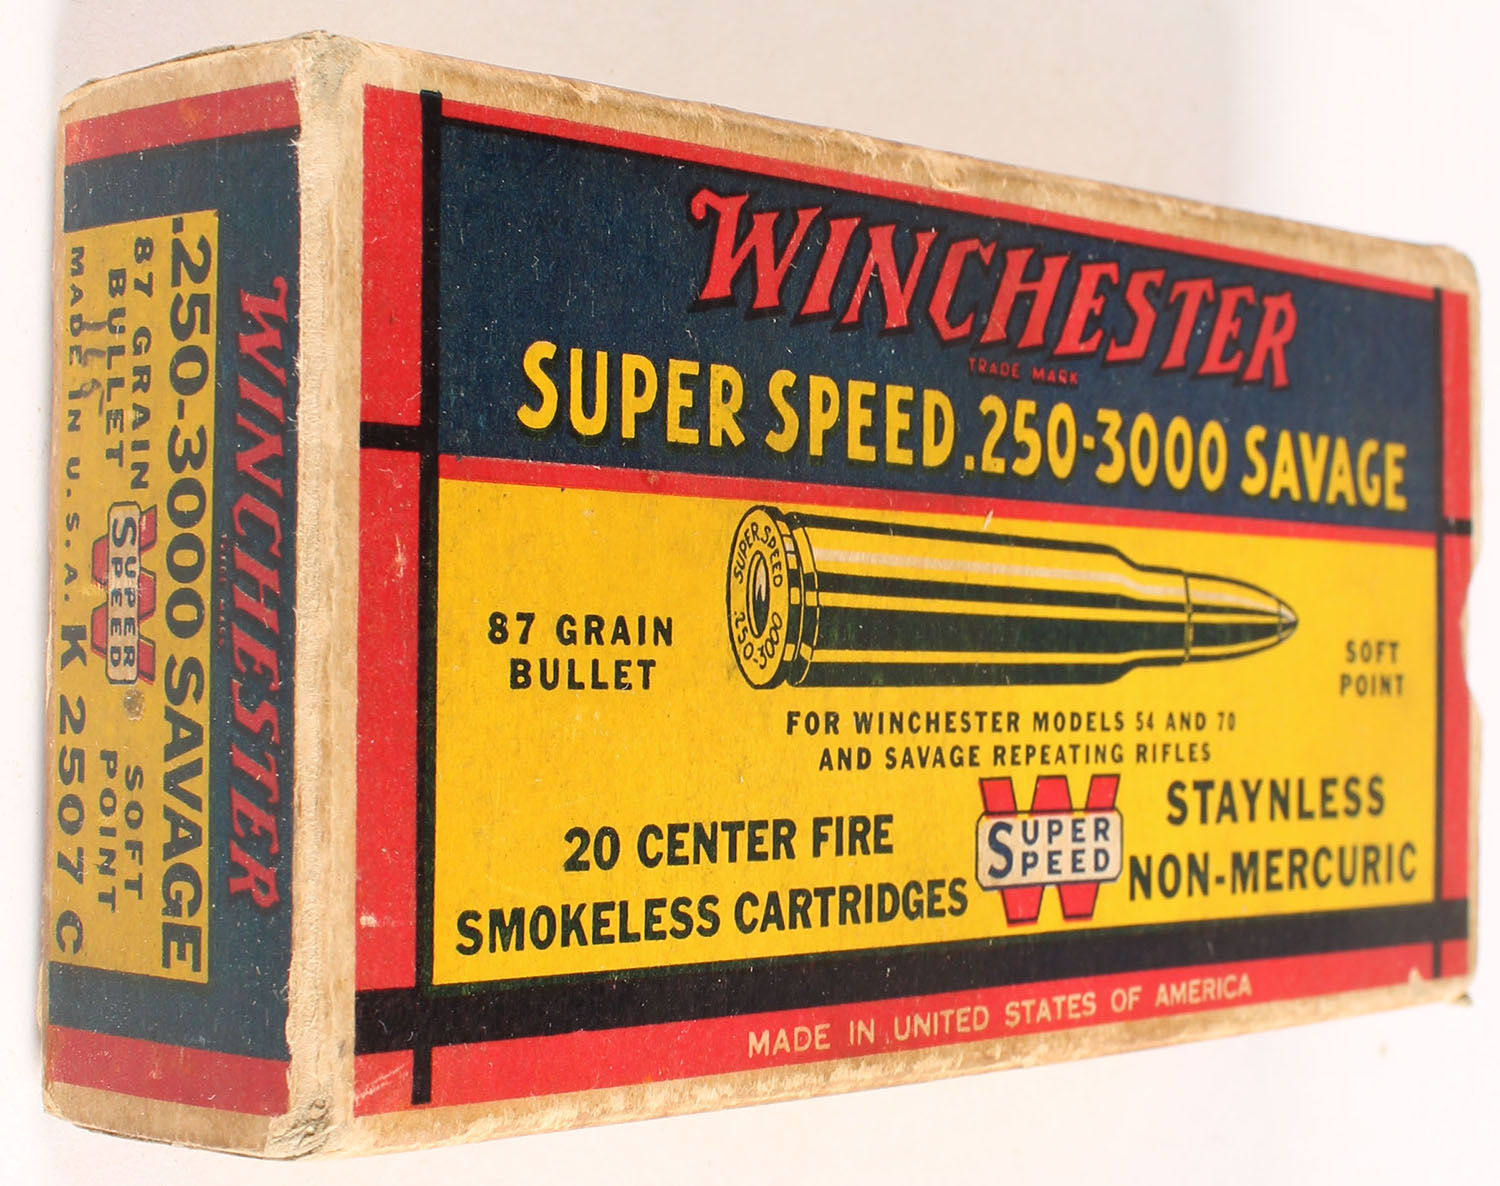 WINCHESTER
TRADE MARK
SUPER SPEED .250-3000 SAVAGE
SUPER SPEED
250-3000
87 GRAIN
BULLET
SOFT
POINT
FOR WINCHESTER MODELS 54 AND 70
AND SAVAGE REPEATING RIFLES
20 CENTER FIRE
SMOKELESS CARTRIDGES
W
SUPER
SPEED
STAYNLESS
NON-MERCURIC
MADE IN UNITED STATES OF AMERICA
WINCHESTER
TRADE MARK
.250-3000 SAVAGE
87 GRAIN
BULLET
W
SUPER
SPEED
SOFT
POINT
MADE IN U.S.A. K 2507 C